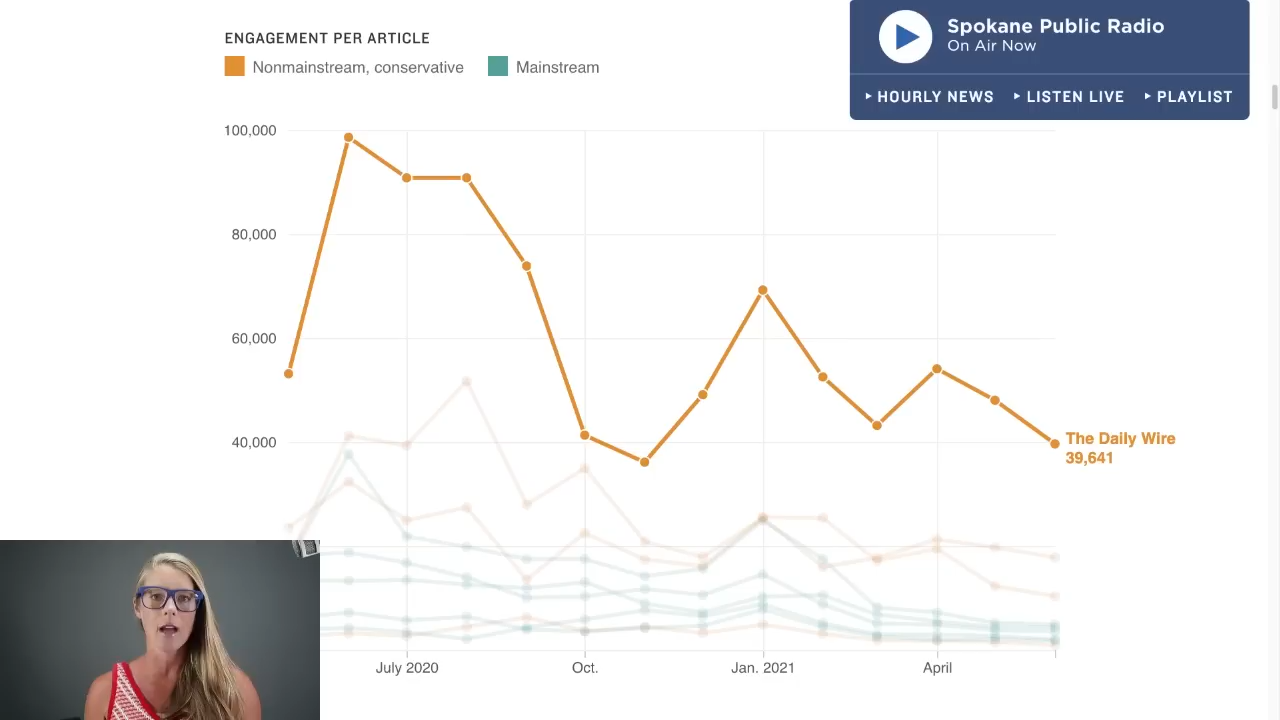 ENGAGEMENT PER ARTICLE
Nonmainstream, conservative
Mainstream
Spokane Public Radio
On Air Now
HOURLY NEWS
LISTEN LIVE
PLAYLIST
100,000
80,000
60,000
40,000
The Daily Wire
39,641
July 2020
Oct.
Jan. 2021
April